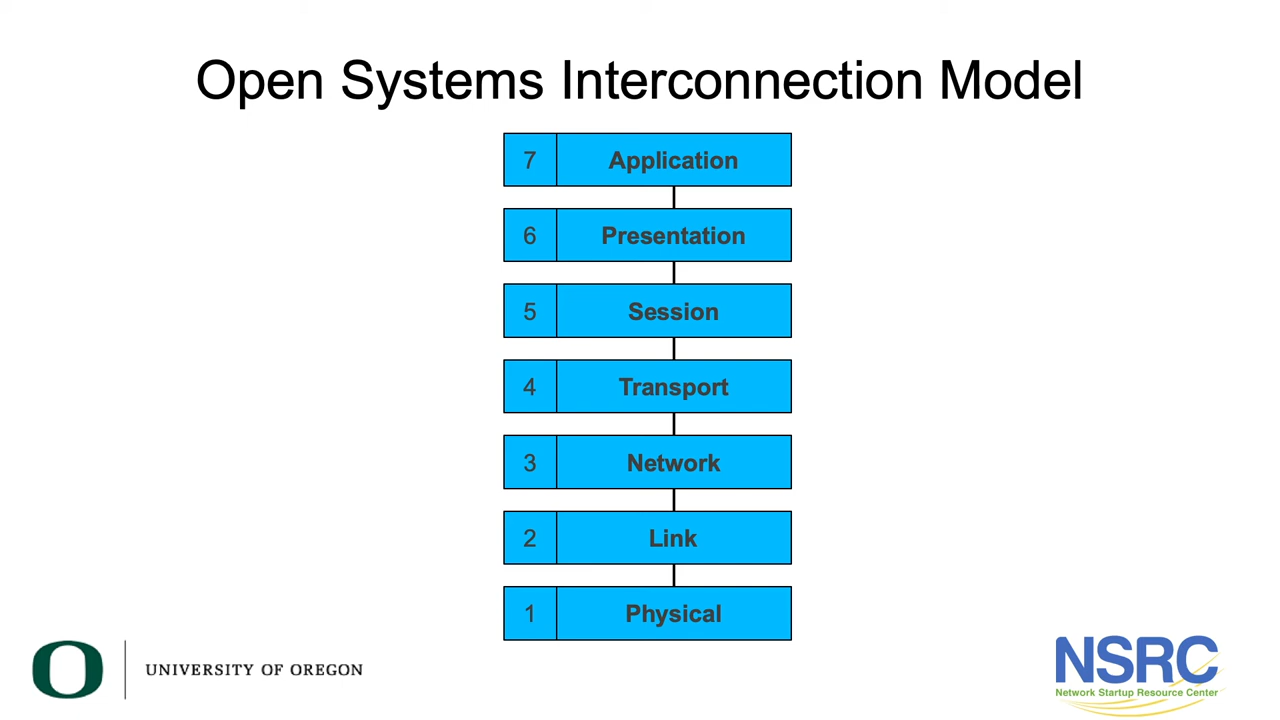 Open Systems Interconnection Model
7 Application
6 Presentation
5 Session
4 Transport
3 Network
2 Link
1 Physical
UNIVERSITY OF OREGON
NSRC
Network Startup Resource Center